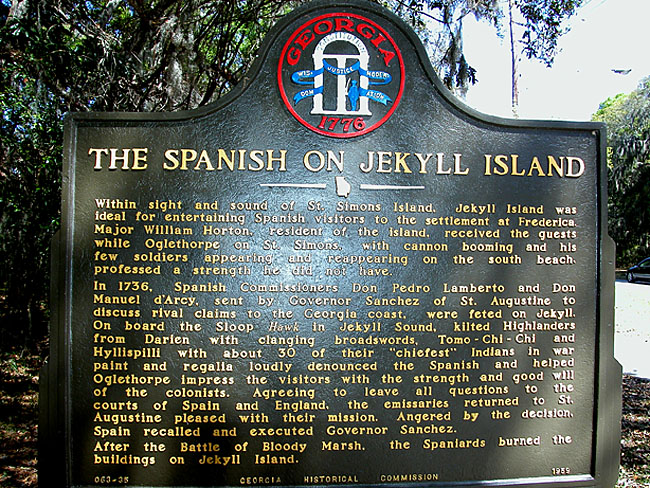 GEORGIA
CONSTITUTION
WISDOM JUSTICE MODERATION
1776
THE SPANISH ON JEKYLL ISLAND
Within sight and sound of St. Simons Island, Jekyll Island was
ideal for entertaining Spanish visitors to the settlement at Frederica.
Major William Horton, resident of the island, received the guests
while Oglethorpe on St. Simons, with cannon booming and his
few soldiers appearing and reappearing on the south beach,
professed a strength he did not have.
In 1736, Spanish Commissioners Don Pedro Lamberto and Don
Manuel d'Arcy, sent by Governor Sanchez of St. Augustine to
discuss rival claims to the Georgia coast, were feted on Jekyll.
On board the Sloop Hawk in Jekyll Sound, kilted Highlanders
from Darien with clanging broadswords, Tomo-Chi-Chi and
Hyllispilli with about 30 of their "chiefest" Indians in war
paint and regalia loudly denounced the Spanish and helped
Oglethorpe impress the visitors with the strength and good will
of the colonists. Agreeing to leave all questions to the
courts of Spain and England, the emissaries returned to St.
Augustine pleased with their mission. Angered by the decision,
Spain recalled and executed Governor Sanchez.
After the Battle of Bloody Marsh, the Spaniards burned the
buildings on Jekyll Island.
063-35 GEORGIA HISTORICAL COMMISSION 1959